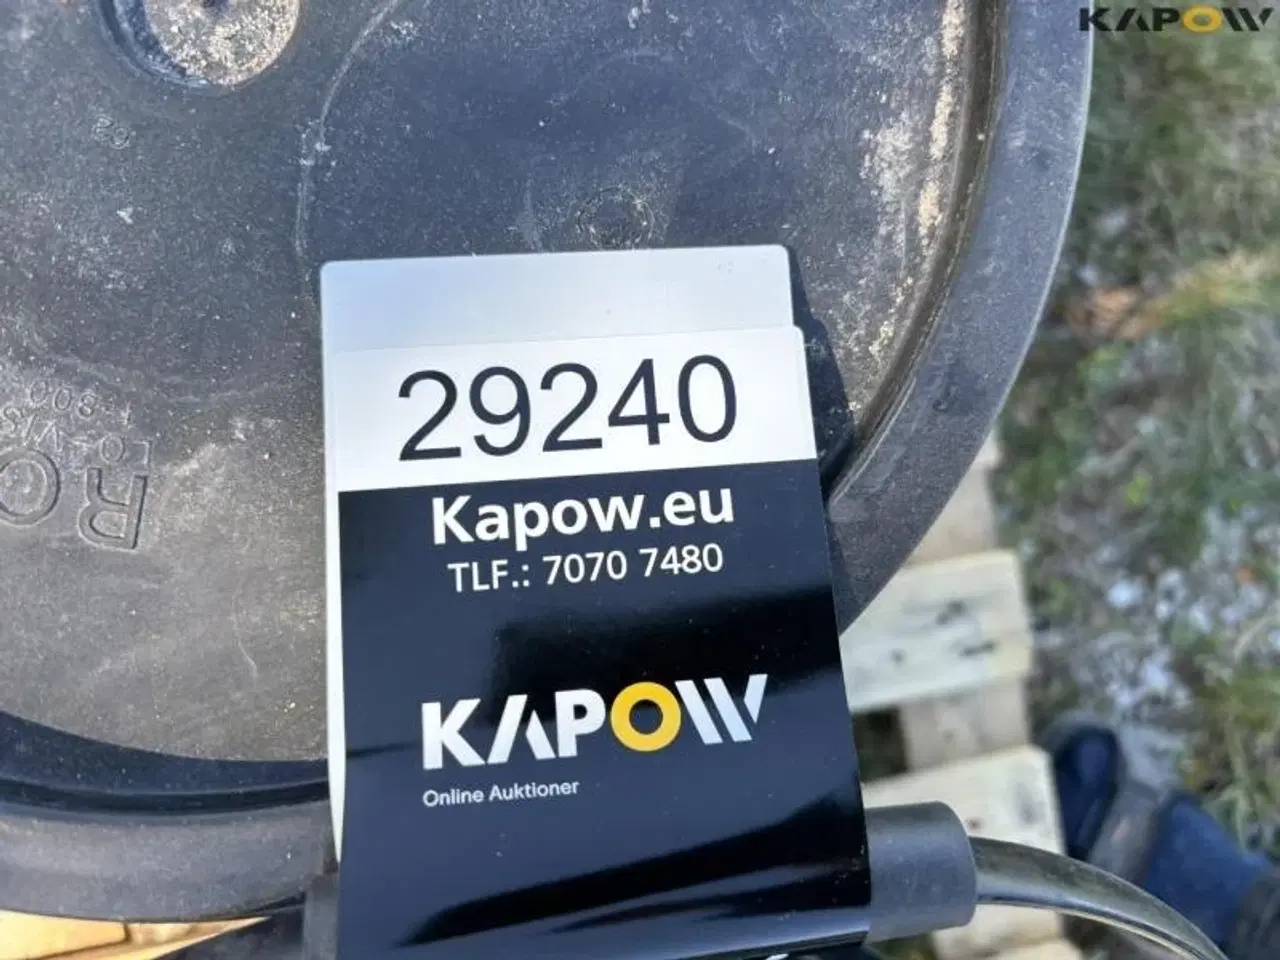 KAPOW
29240
Kapow.eu
TLF.: 7070 7480
KAPOW
Online Auktioner